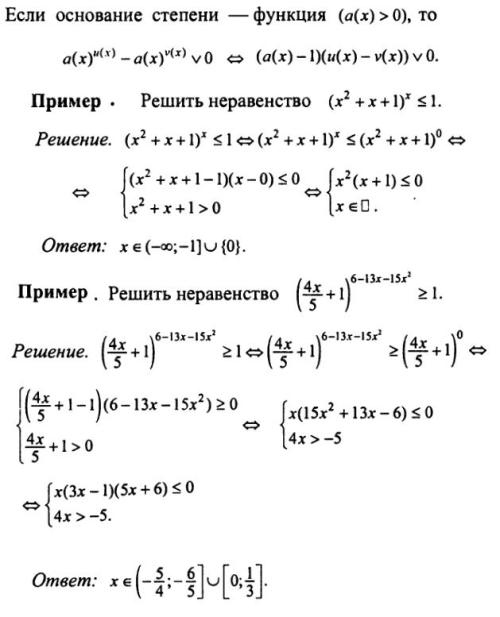 Если основание степени — функция (a(x) > 0), то
a(x)^{u(x)} − a(x)^{v(x)} ∨ 0 ⇔ (a(x) − 1)(u(x) − v(x)) ∨ 0.
Пример . Решить неравенство (x² + x + 1)^x ≤ 1.
Решение. (x² + x + 1)^x ≤ 1 ⇔ (x² + x + 1)^x ≤ (x² + x + 1)^0 ⇔
⇔ { (x² + x + 1 − 1)(x − 0) ≤ 0 ⇔ { x²(x + 1) ≤ 0
x² + x + 1 > 0 x ∈ □ .
Ответ: x ∈ (−∞; −1] ∪ {0}.
Пример . Решить неравенство (4x/5 + 1)^{6−13x−15x²} ≥ 1.
Решение. (4x/5 + 1)^{6−13x−15x²} ≥ 1 ⇔ (4x/5 + 1)^{6−13x−15x²} ≥ (4x/5 + 1)^0 ⇔
{ (4x/5 + 1 − 1)(6 − 13x − 15x²) ≥ 0 ⇔ { x(15x² + 13x − 6) ≤ 0
4x/5 + 1 > 0 4x > −5
⇔ { x(3x − 1)(5x + 6) ≤ 0
4x > −5.
Ответ: x ∈ (−5/4; −6/5] ∪ [0; 1/3].